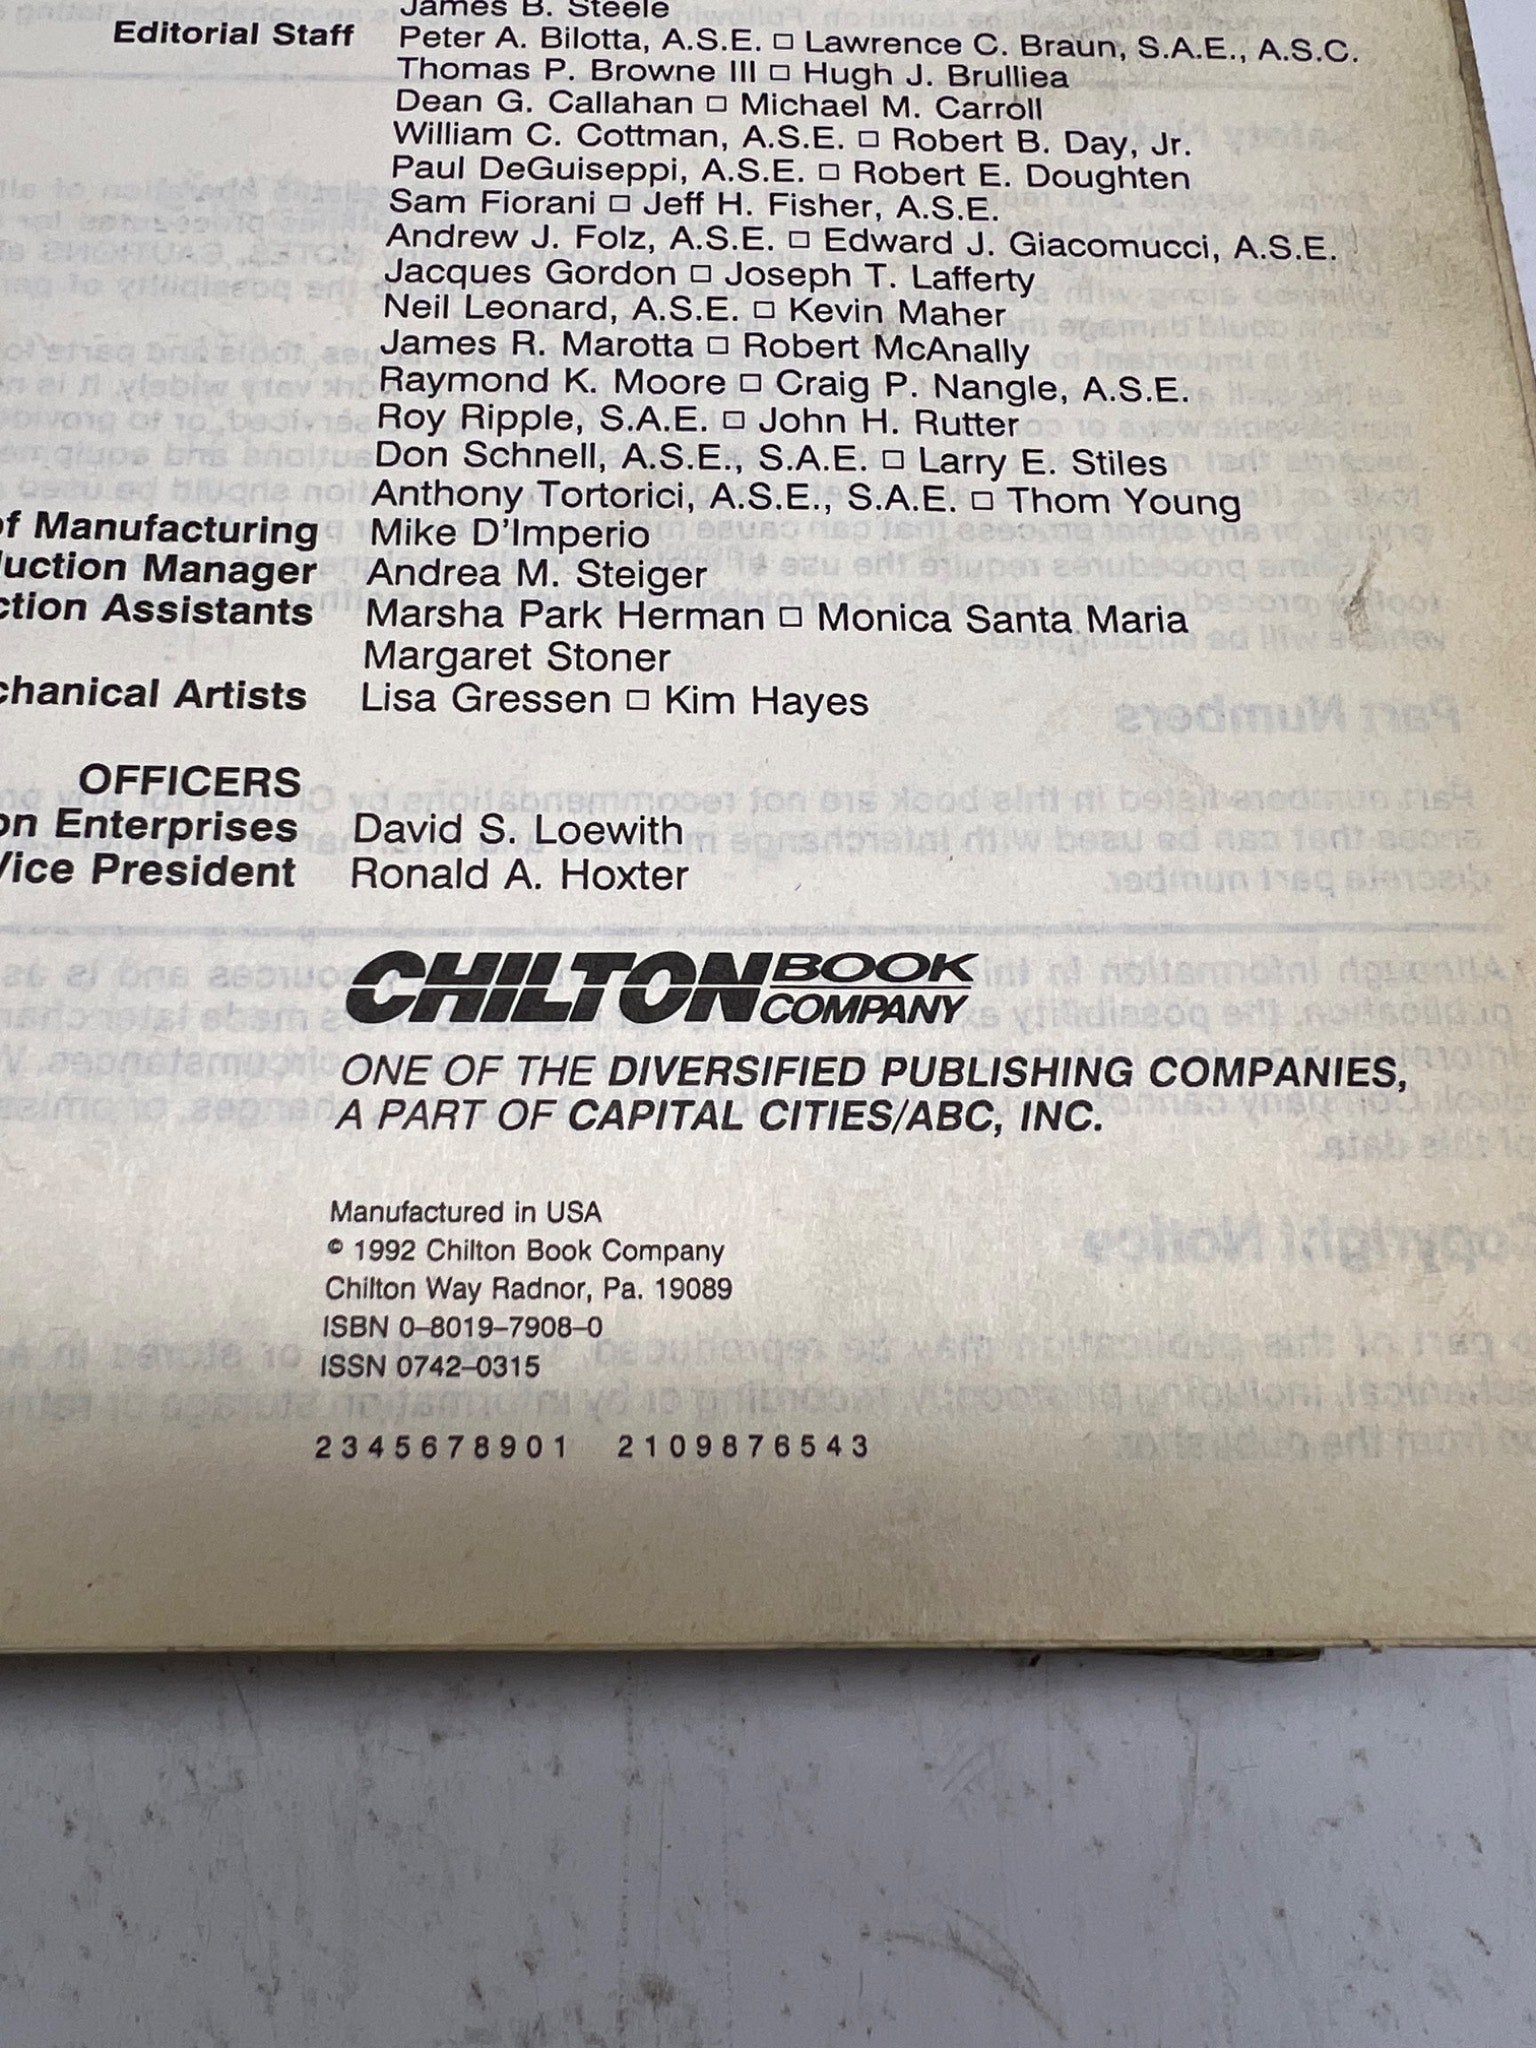 James B. Steele
Editorial Staff Peter A. Bilotta, A.S.E. □ Lawrence C. Braun, S.A.E., A.S.C.
Thomas P. Browne III □ Hugh J. Brulliea
Dean G. Callahan □ Michael M. Carroll
William C. Cottman, A.S.E. □ Robert B. Day, Jr.
Paul DeGuiseppi, A.S.E. □ Robert E. Doughten
Sam Fiorani □ Jeff H. Fisher, A.S.E.
Andrew J. Folz, A.S.E. □ Edward J. Giacomucci, A.S.E.
Jacques Gordon □ Joseph T. Lafferty
Neil Leonard, A.S.E. □ Kevin Maher
James R. Marotta □ Robert McAnally
Raymond K. Moore □ Craig P. Nangle, A.S.E.
Roy Ripple, S.A.E. □ John H. Rutter
Don Schnell, A.S.E., S.A.E. □ Larry E. Stiles
Anthony Tortorici, A.S.E., S.A.E. □ Thom Young
of Manufacturing Mike D'Imperio
uction Manager Andrea M. Steiger
ction Assistants Marsha Park Herman □ Monica Santa Maria
Margaret Stoner
chanical Artists Lisa Gressen □ Kim Hayes
OFFICERS
on Enterprises David S. Loewith
Vice President Ronald A. Hoxter
CHILTON BOOK COMPANY
ONE OF THE DIVERSIFIED PUBLISHING COMPANIES,
A PART OF CAPITAL CITIES/ABC, INC.
Manufactured in USA
© 1992 Chilton Book Company
Chilton Way Radnor, Pa. 19089
ISBN 0–8019–7908–0
ISSN 0742–0315
2345678901 2109876543